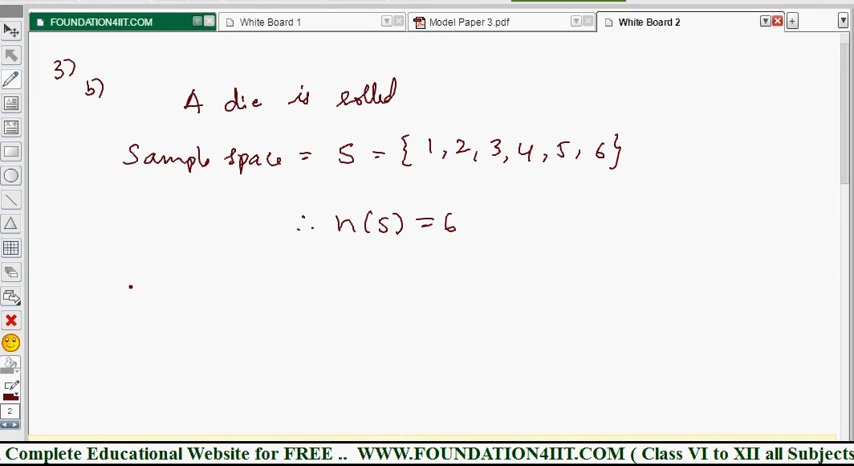 FOUNDATION4IIT.COM White Board 1 Model Paper 3.pdf White Board 2
3)
b) A die is rolled
Sample space = S = { 1, 2, 3, 4, 5, 6 }
∴ n(S) = 6
2
Complete Educational Website for FREE .. WWW.FOUNDATION4IIT.COM ( Class VI to XII all Subjects